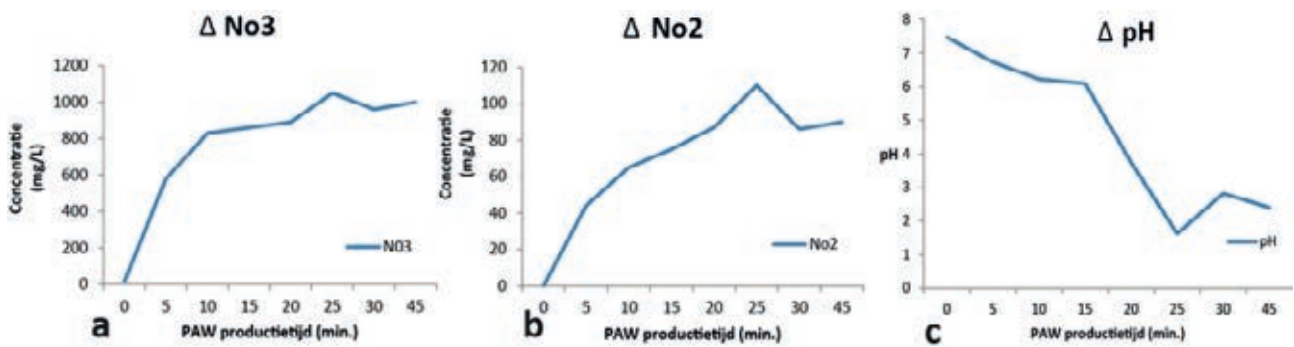 Δ No3
Concentratie
(mg/L)
1200
1000
800
600
400
200
0
0 5 10 15 20 25 30 45
N03
a
PAW productietijd (min.)
Δ No2
Concentratie
(mg/L)
120
100
80
60
40
20
0
0 5 10 15 20 25 30 45
No2
b
PAW productietijd (min.)
Δ pH
pH
8
7
6
5
4
3
2
1
0
0 5 10 15 20 25 30 45
pH
c
PAW productietijd (min.)